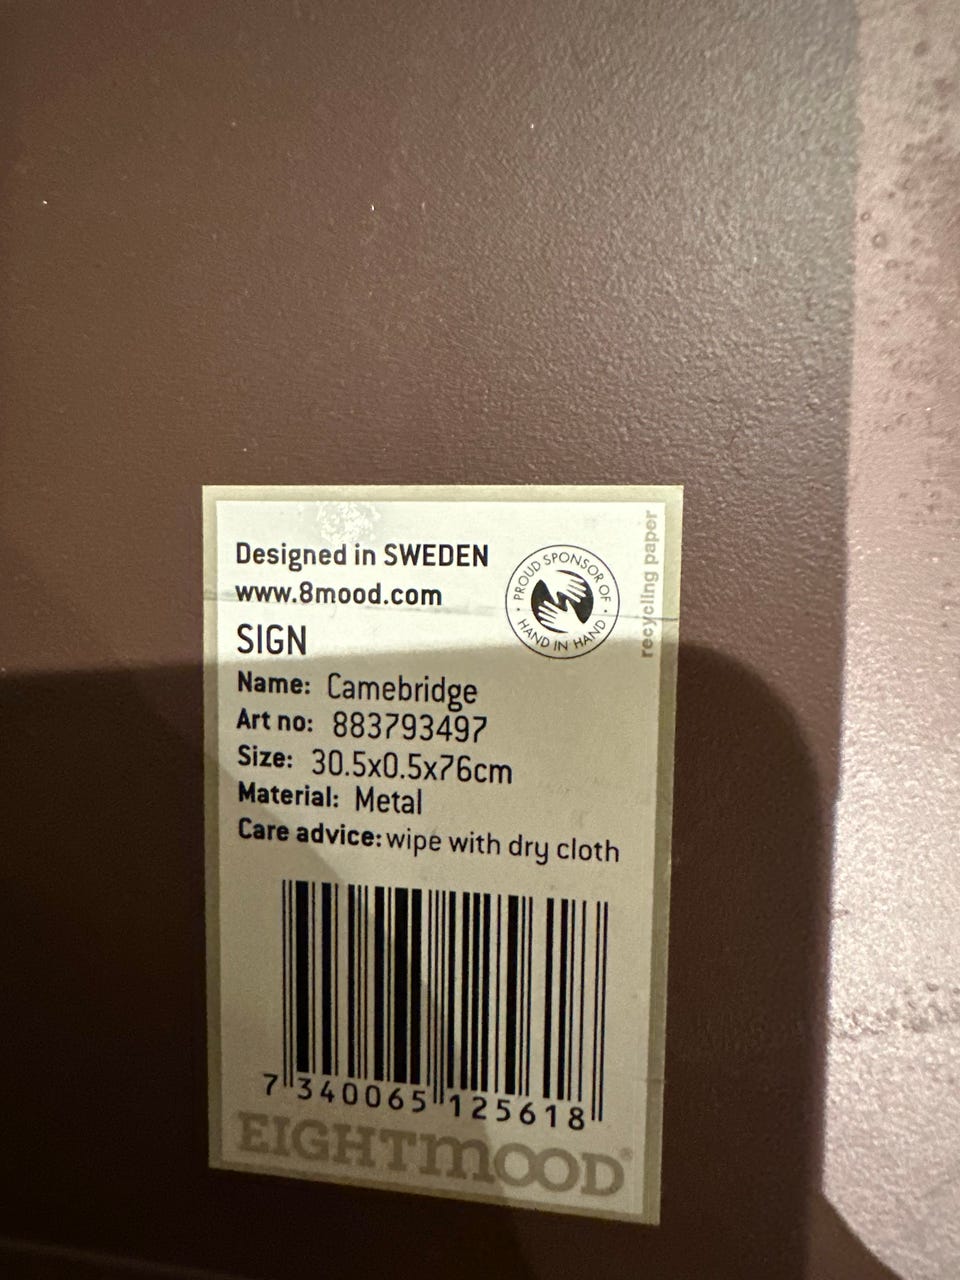 Designed in SWEDEN
www.8mood.com
PROUD SPONSOR OF
· HAND IN HAND ·
recycling paper
SIGN
Name: Camebridge
Art no: 883793497
Size: 30.5x0.5x76cm
Material: Metal
Care advice: wipe with dry cloth
7 340065 125618
EIGHTMOOD®